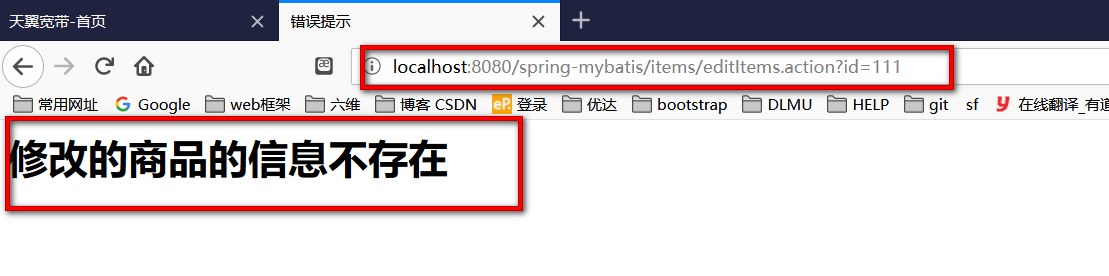 天翼宽带-首页 错误提示
æ localhost:8080/spring-mybatis/items/editItems.action?id=111
常用网址 Google web框架 六维 博客 CSDN eP. 登录 优达 bootstrap DLMU HELP git sf 在线翻译_有道
修改的商品的信息不存在